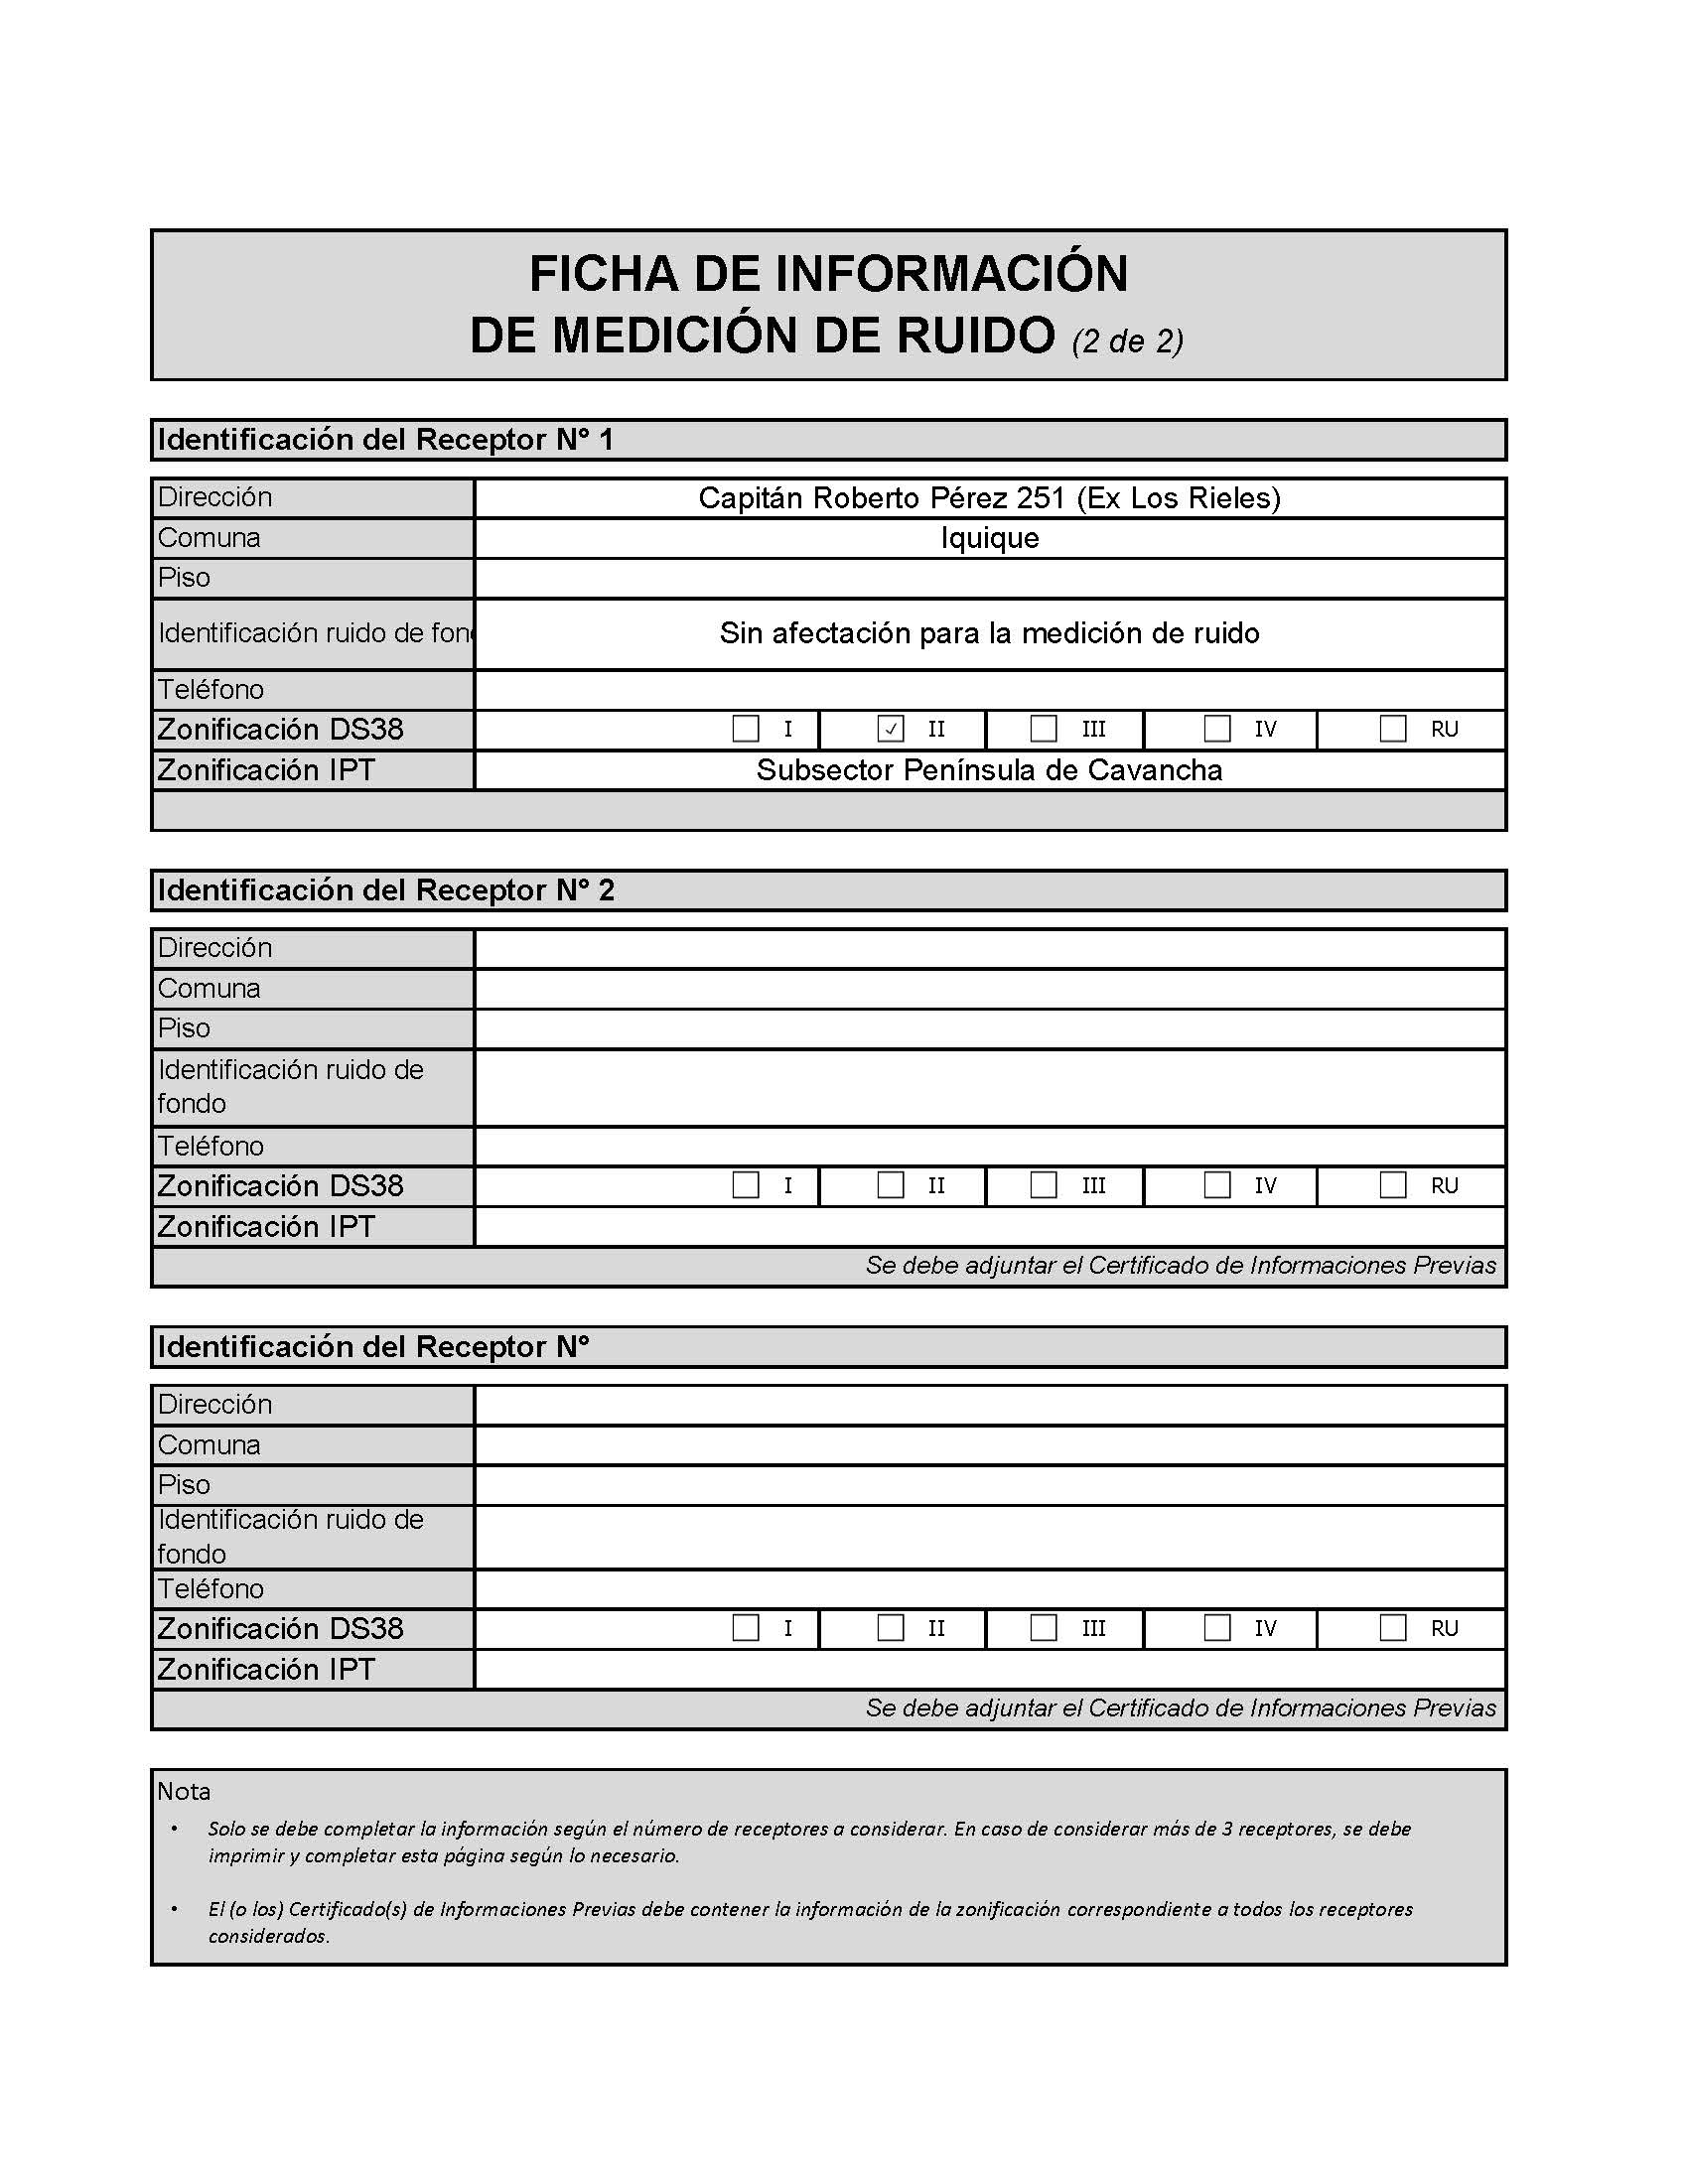 FICHA DE INFORMACIÓN
DE MEDICIÓN DE RUIDO (2 de 2)
Identificación del Receptor N° 1
Dirección Capitán Roberto Pérez 251 (Ex Los Rieles)
Comuna Iquique
Piso
Identificación ruido de fon Sin afectación para la medición de ruido
Teléfono
Zonificación DS38 ☐ I ☑ II ☐ III ☐ IV ☐ RU
Zonificación IPT Subsector Península de Cavancha
Identificación del Receptor N° 2
Dirección
Comuna
Piso
Identificación ruido de
fondo
Teléfono
Zonificación DS38 ☐ I ☐ II ☐ III ☐ IV ☐ RU
Zonificación IPT
Se debe adjuntar el Certificado de Informaciones Previas
Identificación del Receptor N°
Dirección
Comuna
Piso
Identificación ruido de
fondo
Teléfono
Zonificación DS38 ☐ I ☐ II ☐ III ☐ IV ☐ RU
Zonificación IPT
Se debe adjuntar el Certificado de Informaciones Previas
Nota
• Solo se debe completar la información según el número de receptores a considerar. En caso de considerar más de 3 receptores, se debe
imprimir y completar esta página según lo necesario.
• El (o los) Certificado(s) de Informaciones Previas debe contener la información de la zonificación correspondiente a todos los receptores
considerados.